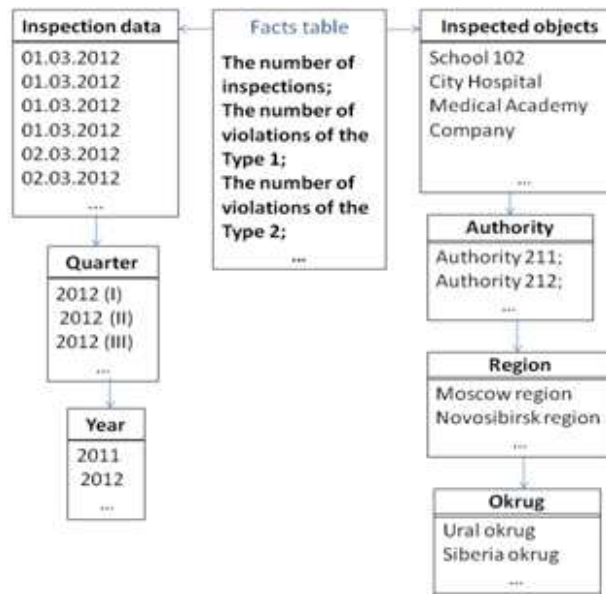 Inspection data
01.03.2012
01.03.2012
01.03.2012
01.03.2012
02.03.2012
02.03.2012
...
Quarter
2012 (I)
2012 (II)
2012 (III)
...
Year
2011
2012
...
Facts table
The number of
inspections;
The number of
violations of the
Type 1;
The number of
violations of the
Type 2;
...
Inspected objects
School 102
City Hospital
Medical Academy
Company
...
Authority
Authority 211;
Authority 212;
...
Region
Moscow region
Novosibirsk region
...
Okrug
Ural okrug
Siberia okrug
...